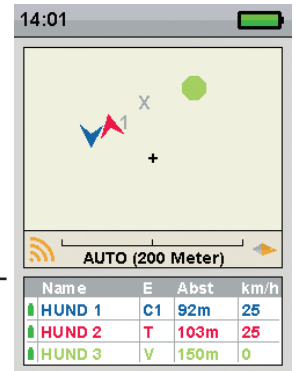 14:01
X
1
AUTO (200 Meter)
Name E Abst km/h
HUND 1 C1 92m 25
HUND 2 T 103m 25
HUND 3 V 150m 0